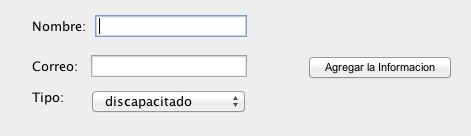 Nombre:
Correo:
Agregar la Informacion
Tipo:
discapacitado